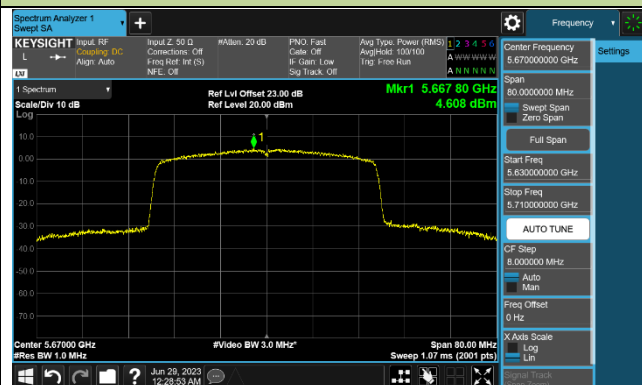 Spectrum Analyzer 1
Swept SA
+
Frequency
KEYSIGHT
L
LXI
Input: RF
Coupling: DC
Align: Auto
Input Z: 50 Ω
Corrections: Off
Freq Ref: Int (S)
NFE: Off
#Atten: 20 dB
PNO: Fast
Gate: Off
IF Gain: Low
Sig Track: Off
Avg Type: Power (RMS)
Avg|Hold: 100/100
Trig: Free Run
1 2 3 4 5 6
A W W W W W
A N N N N N
1 Spectrum
Scale/Div 10 dB
Log
Ref Lvl Offset 23.00 dB
Ref Level 20.00 dBm
Mkr1 5.667 80 GHz
4.608 dBm
1
10.0
0.00
-10.0
-20.0
-30.0
-40.0
-50.0
-60.0
-70.0
Center 5.67000 GHz
#Res BW 1.0 MHz
#Video BW 3.0 MHz*
Span 80.00 MHz
Sweep 1.07 ms (2001 pts)
Center Frequency
5.670000000 GHz
Settings
Span
80.0000000 MHz
Swept Span
Zero Span
Full Span
Start Freq
5.630000000 GHz
Stop Freq
5.710000000 GHz
AUTO TUNE
CF Step
8.000000 MHz
Auto
Man
Freq Offset
0 Hz
X Axis Scale
Log
Lin
Signal Track
(Span Zoom)
?
Jun 29, 2023
12:28:53 AM